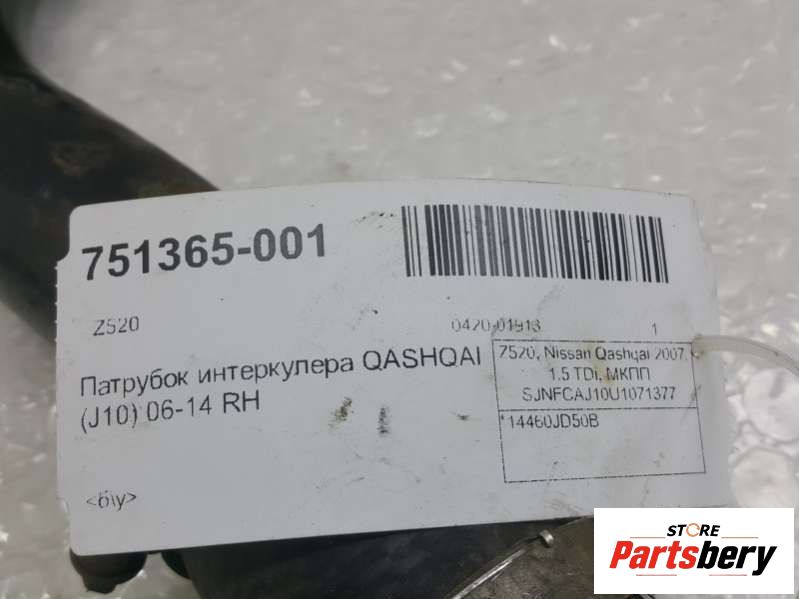 751365-001
Z520
0420-01913
1
Патрубок интеркулера QASHQAI
(J10) 06-14 RH
Z520, Nissan Qashqai 2007,
1.5 TDi, МКПП
SJNFCAJ10U1071377
*14460JD50B
<б\у>
STORE
Partsbery